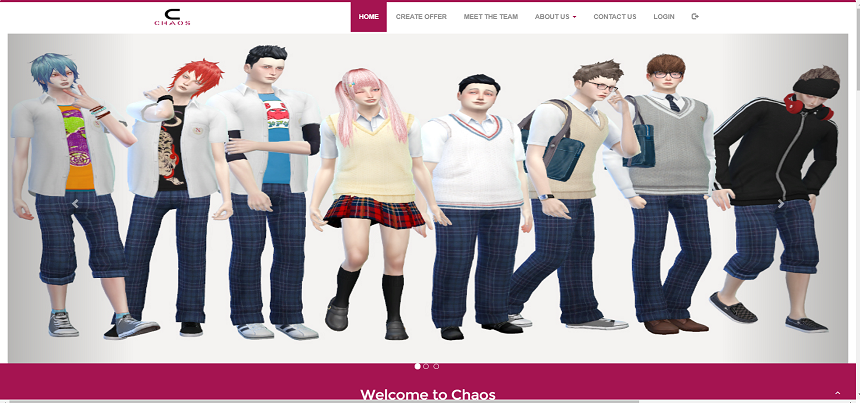 C
CHAOS
HOME CREATE OFFER MEET THE TEAM ABOUT US CONTACT US LOGIN
Welcome to Chaos